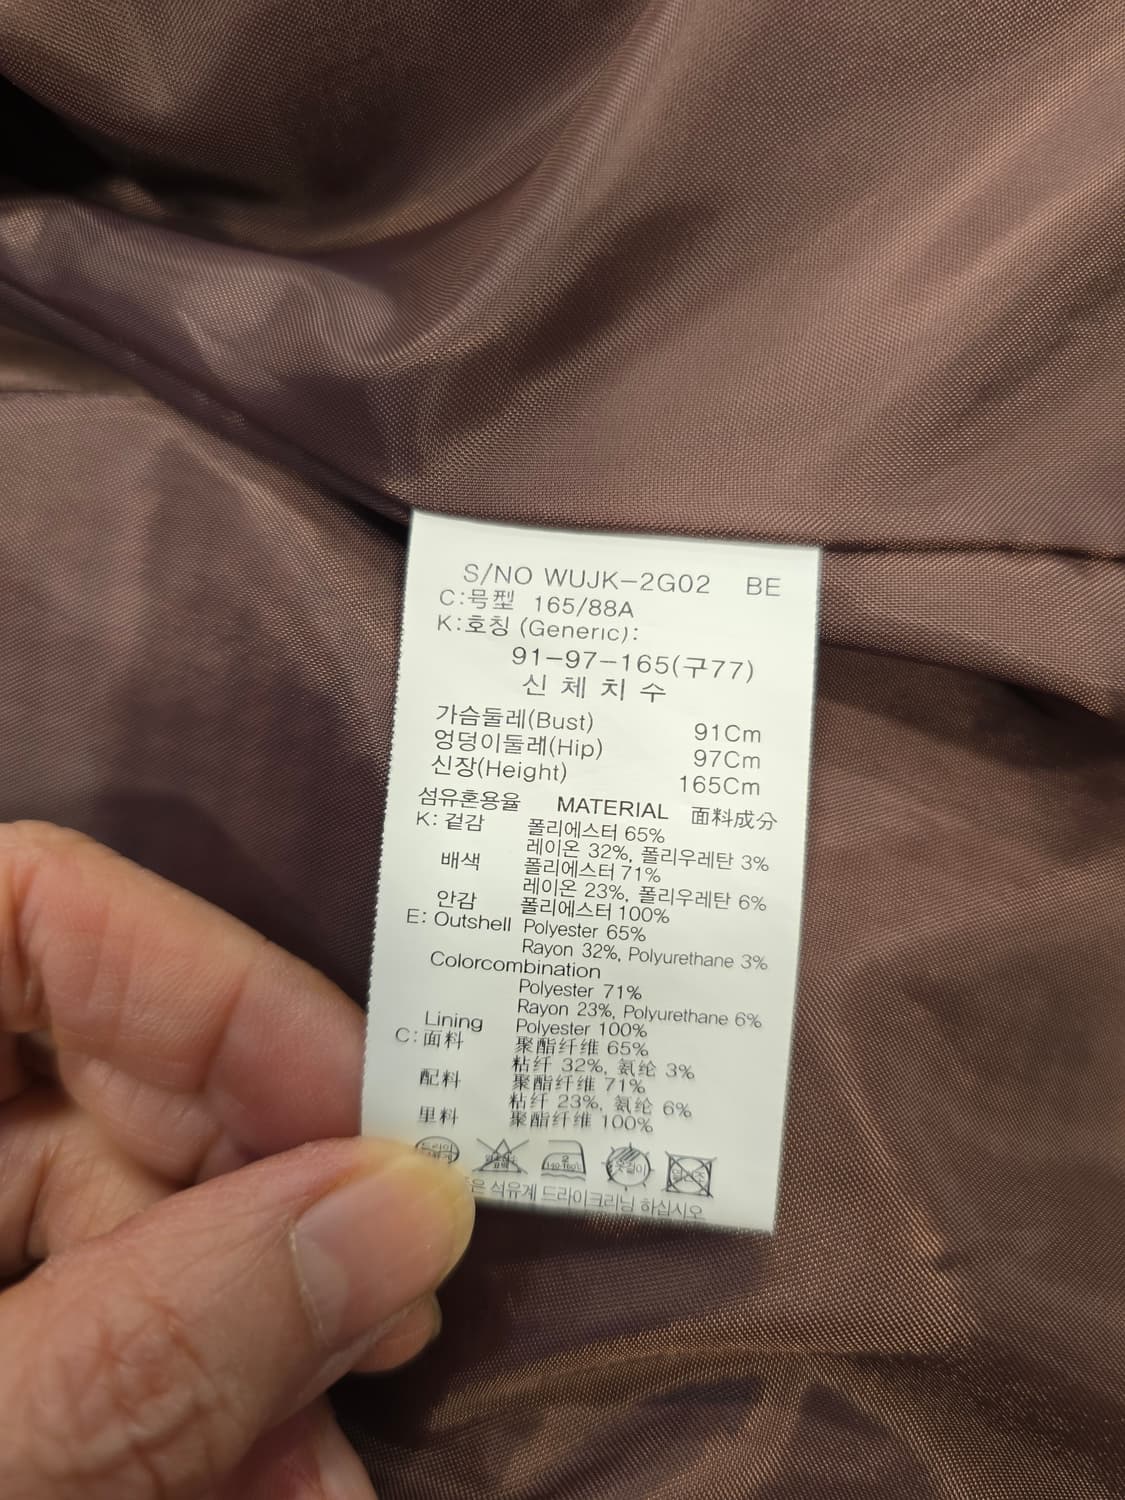 S/NO WUJK-2G02 BE
C:号型 165/88A
K:호칭 (Generic):
91-97-165(구77)
신 체 치 수
가슴둘레(Bust) 91Cm
엉덩이둘레(Hip) 97Cm
신장(Height) 165Cm
섬유혼용율 MATERIAL 面料成分
K: 겉감 폴리에스터 65%
레이온 32%, 폴리우레탄 3%
배색 폴리에스터 71%
레이온 23%, 폴리우레탄 6%
안감 폴리에스터 100%
E: Outshell Polyester 65%
Rayon 32%, Polyurethane 3%
Colorcombination
Polyester 71%
Rayon 23%, Polyurethane 6%
Lining Polyester 100%
C:面料 聚酯纤维 65%
粘纤 32%, 氨纶 3%
配料 聚酯纤维 71%
粘纤 23%, 氨纶 6%
里料 聚酯纤维 100%
석유계 드라이크리닝 하십시오